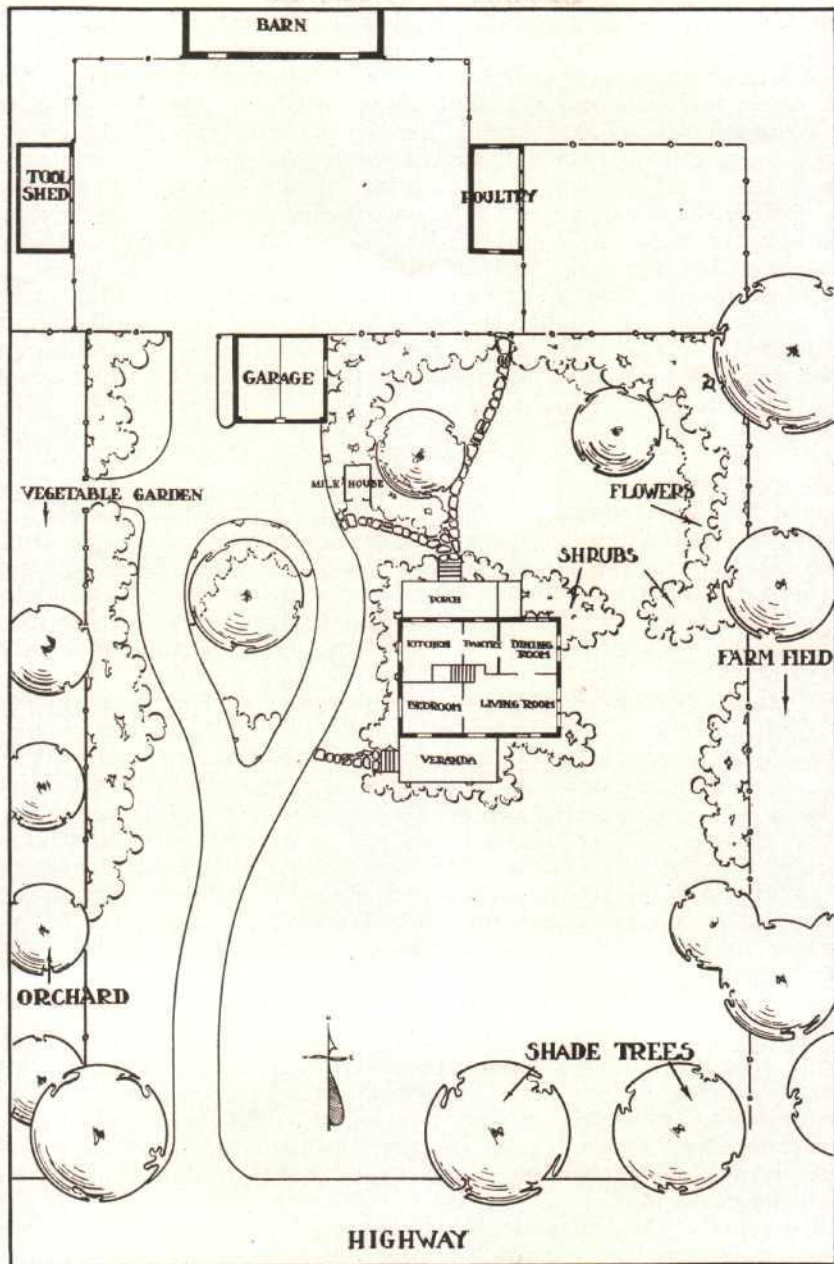 BARN
TOOL
SHED
POULTRY
GARAGE
MILK HOUSE
VEGETABLE GARDEN
FLOWERS
SHRUBS
PORCH
KITCHEN
PANTRY
DINING
ROOM
FARM FIELD
BEDROOM
LIVING ROOM
VERANDA
ORCHARD
SHADE TREES
HIGHWAY